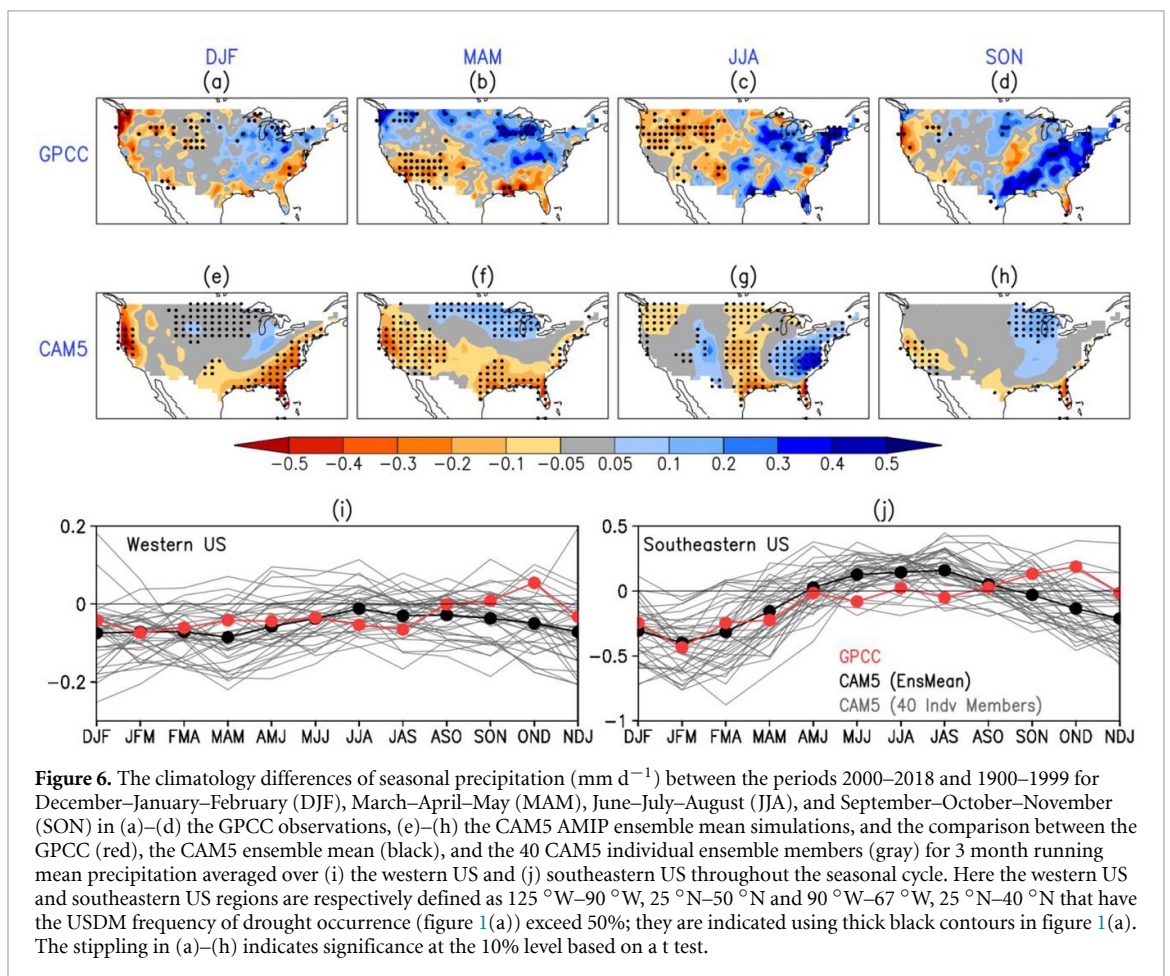 DJF MAM JJA SON
(a) (b) (c) (d)
GPCC
(e) (f) (g) (h)
CAM5
−0.5 −0.4 −0.3 −0.2 −0.1 −0.05 0.05 0.1 0.2 0.3 0.4 0.5
(i)
0.2
Western US
0
−0.2
DJF JFM FMA MAM AMJ MJJ JJA JAS ASO SON OND NDJ
(j)
0.5
Southeastern US
0
−0.5
GPCC
CAM5 (EnsMean)
CAM5 (40 Indv Members)
−1
DJF JFM FMA MAM AMJ MJJ JJA JAS ASO SON OND NDJ
Figure 6. The climatology differences of seasonal precipitation (mm d−1) between the periods 2000–2018 and 1900–1999 for
December–January–February (DJF), March–April–May (MAM), June–July–August (JJA), and September–October–November
(SON) in (a)–(d) the GPCC observations, (e)–(h) the CAM5 AMIP ensemble mean simulations, and the comparison between the
GPCC (red), the CAM5 ensemble mean (black), and the 40 CAM5 individual ensemble members (gray) for 3 month running
mean precipitation averaged over (i) the western US and (j) southeastern US throughout the seasonal cycle. Here the western US
and southeastern US regions are respectively defined as 125 °W–90 °W, 25 °N–50 °N and 90 °W–67 °W, 25 °N–40 °N that have
the USDM frequency of drought occurrence (figure 1(a)) exceed 50%; they are indicated using thick black contours in figure 1(a).
The stippling in (a)–(h) indicates significance at the 10% level based on a t test.